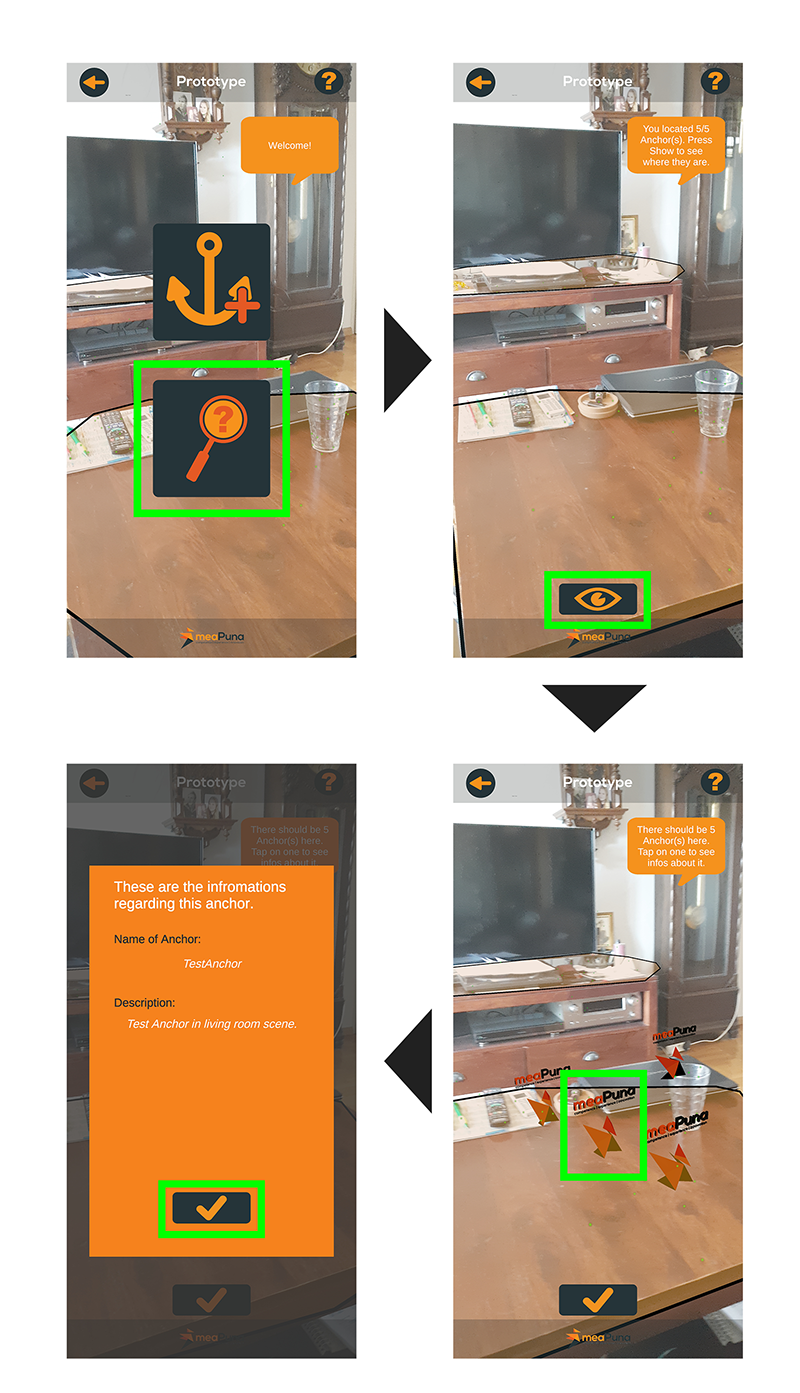 Prototype
Welcome!
meaPuna
Prototype
You located 5/5
Anchor(s). Press
Show to see
where they are.
meaPuna
Prototype
There should be 5
Anchor(s) here
Tap on one to see
infos about it.
These are the infromations
regarding this anchor.
Name of Anchor:
TestAnchor
Description:
Test Anchor in living room scene.
mea
Prototype
There should be 5
Anchor(s) here.
Tap on one to see
infos about it.
meaPuna
meaPuna
meaPuna
meaPuna
meaPuna